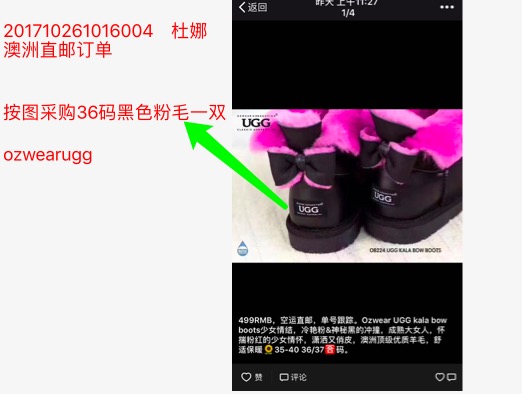 201710261016004 杜娜
澳洲直邮订单
按图采购36码黑色粉毛一双
ozwearugg
返回
昨天 上午11:27
1/4
UGG
UGG
UGG
OB224 UGG KALA BOW BOOTS
499RMB，空运直邮，单号跟踪。Ozwear UGG kala bow
boots少女情结，冷艳粉&神秘黑的冲撞，成熟大女人，怀
揣粉红的少女情怀，潇洒又俏皮，澳洲顶级优质羊毛，舒
适保暖🌻35-40 36/37🈴码。
赞
评论